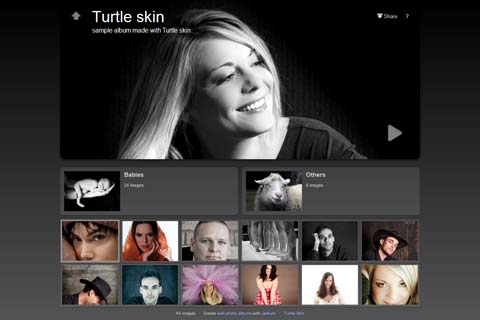 Turtle skin
sample album made with Turtle skin
Share ?
Babies
24 images
Others
8 images
44 images Create web photo albums with Jalbum Turtle Skin